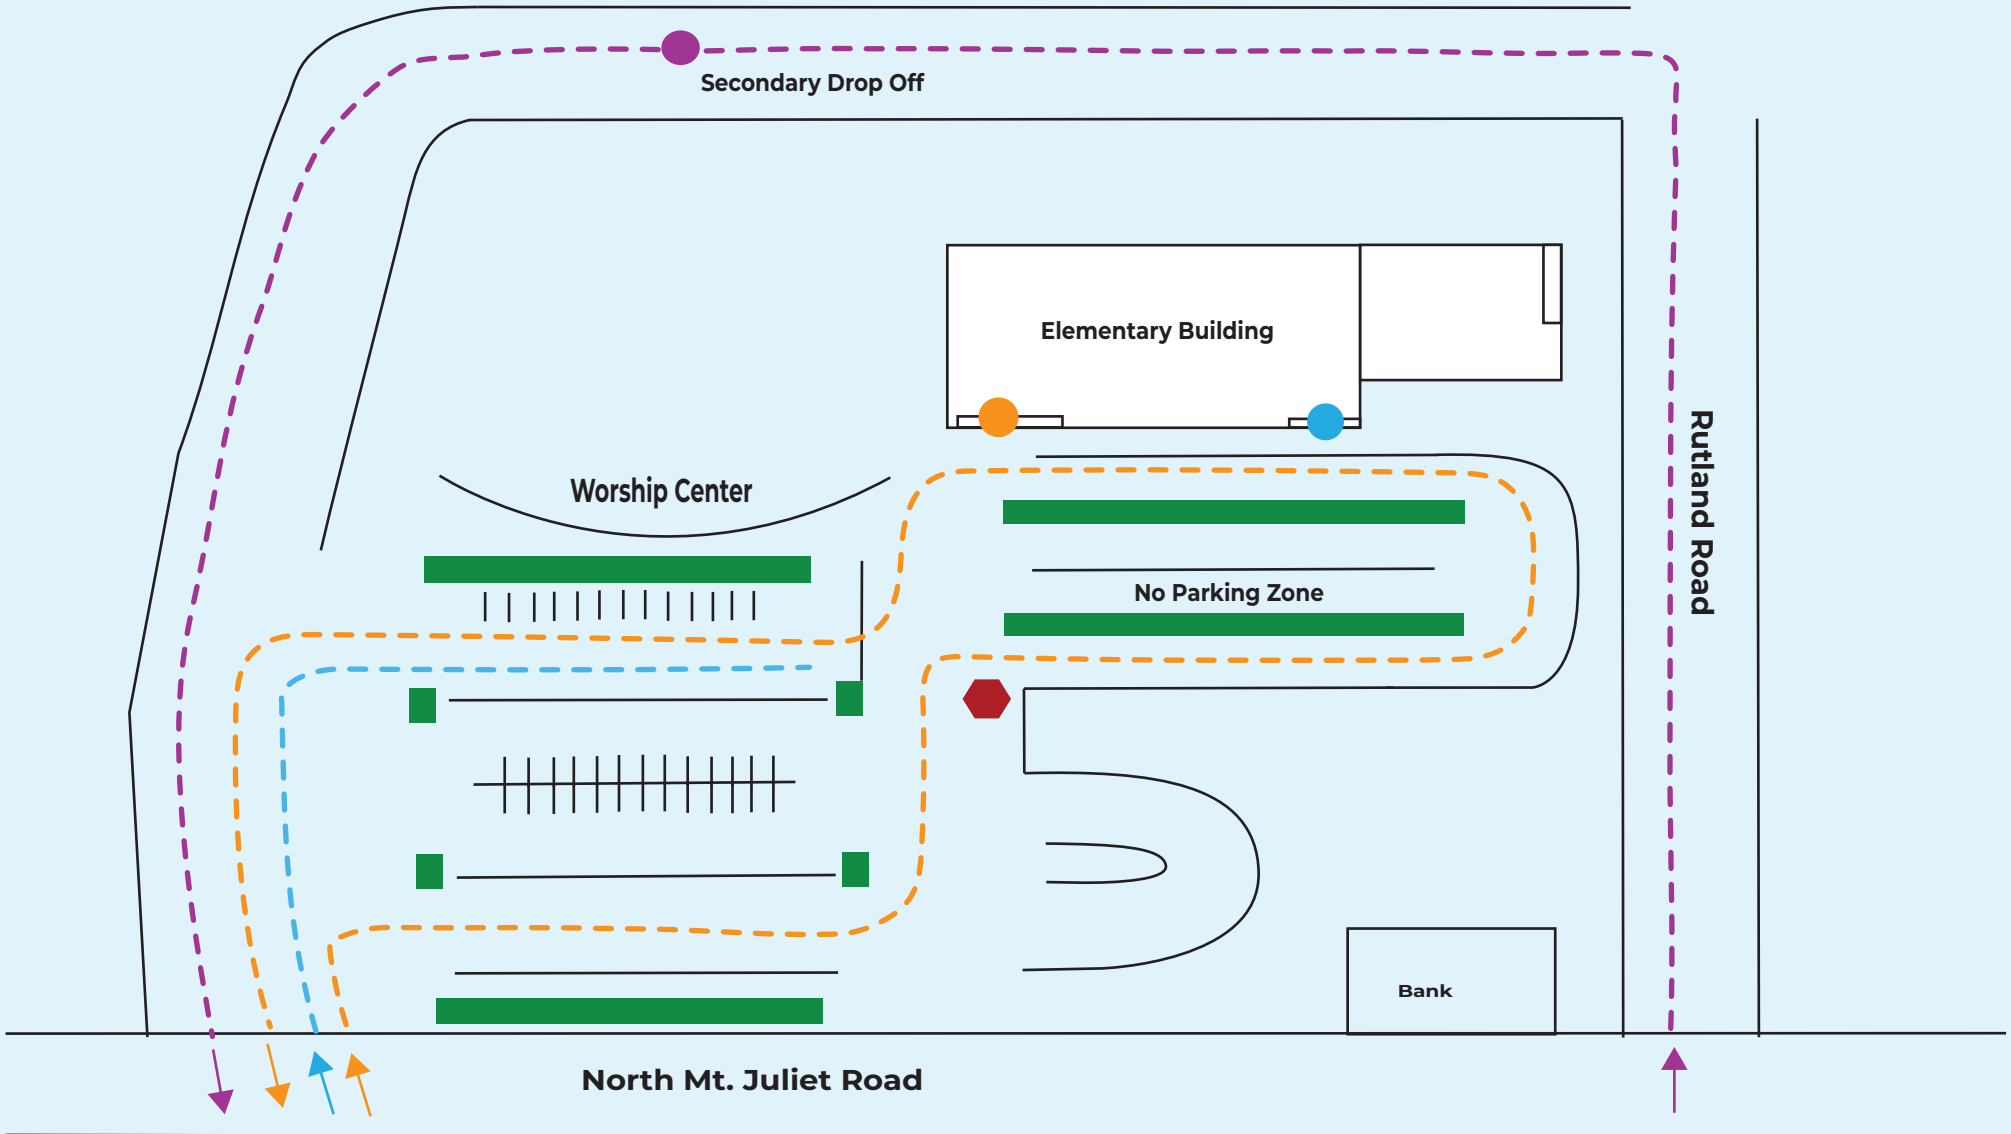 Secondary Drop Off
Elementary Building
Rutland Road
Worship Center
No Parking Zone
Bank
North Mt. Juliet Road